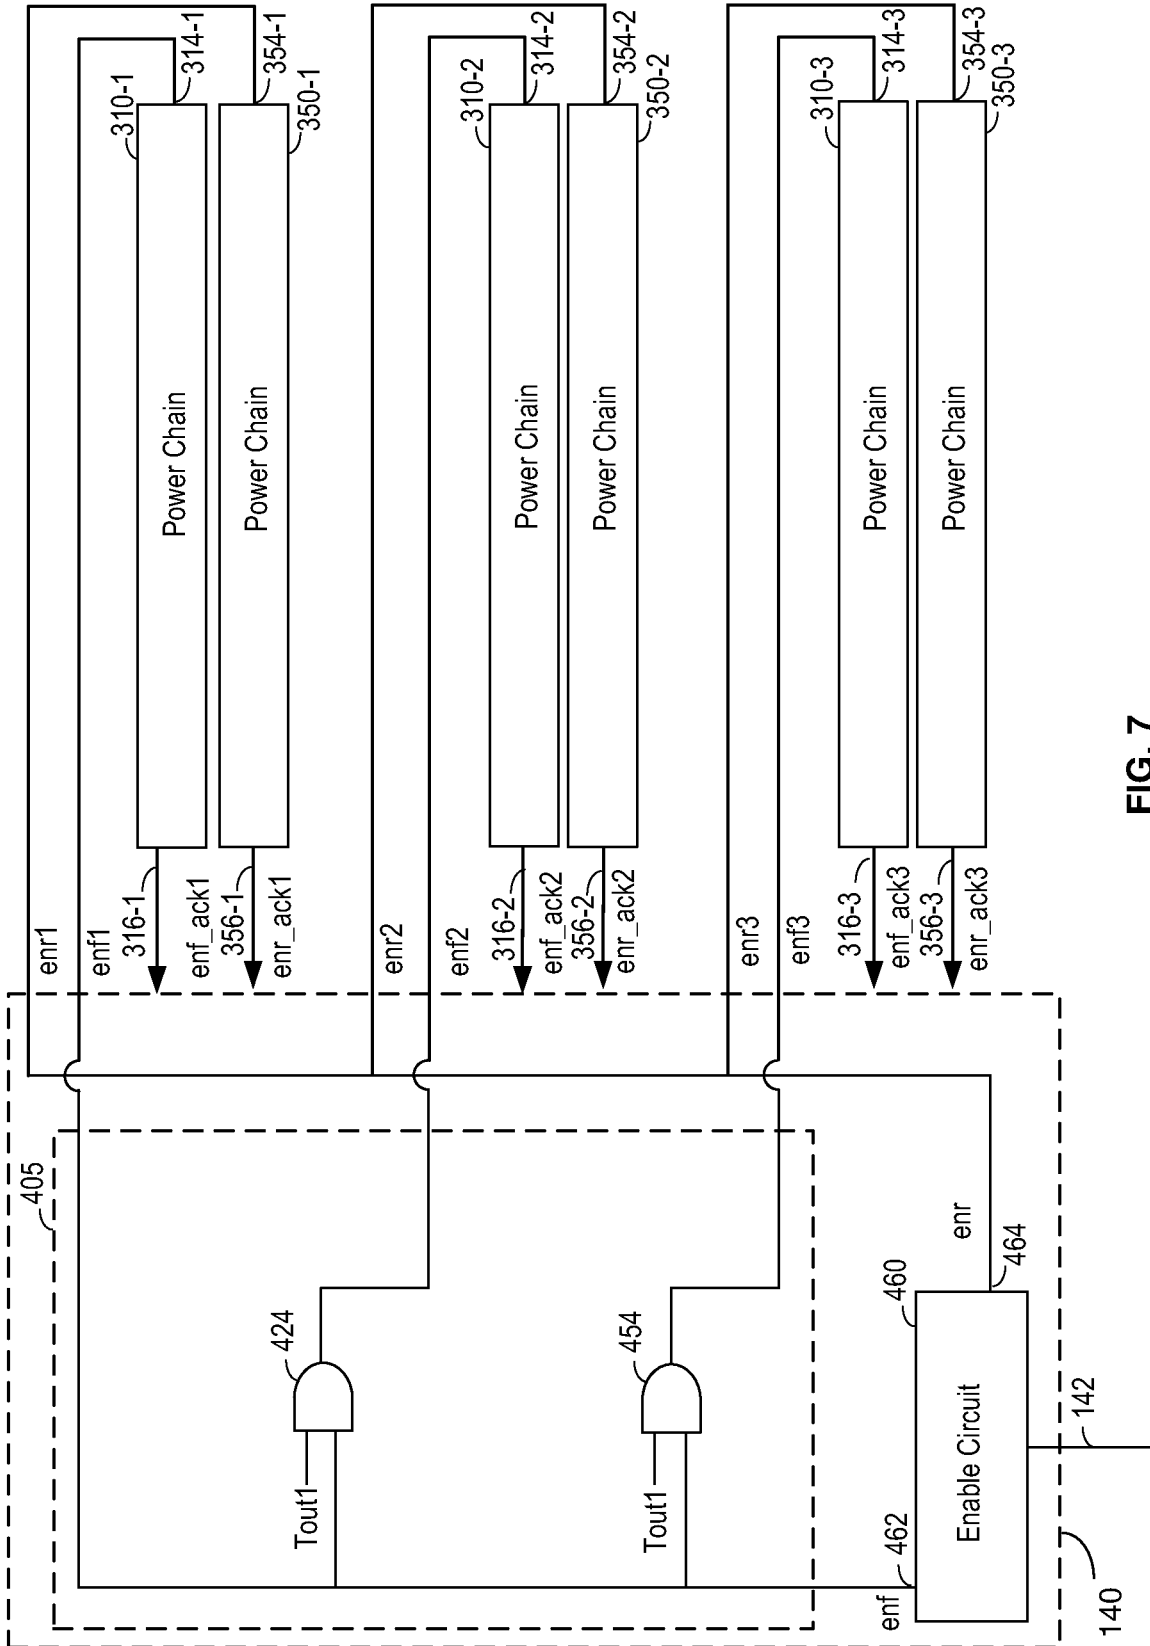 405
enr1
enf1
316-1
enf_ack1
356-1
enr_ack1
310-1
314-1
354-1
350-1
Power Chain
Power Chain
enr2
enf2
316-2
enf_ack2
356-2
enr_ack2
310-2
314-2
354-2
350-2
Power Chain
Power Chain
enr3
enf3
316-3
enf_ack3
356-3
enr_ack3
310-3
314-3
354-3
350-3
Power Chain
Power Chain
Tout1
424
Tout1
454
enf
462
Enable Circuit
460
enr
464
142
140
FIG. 7